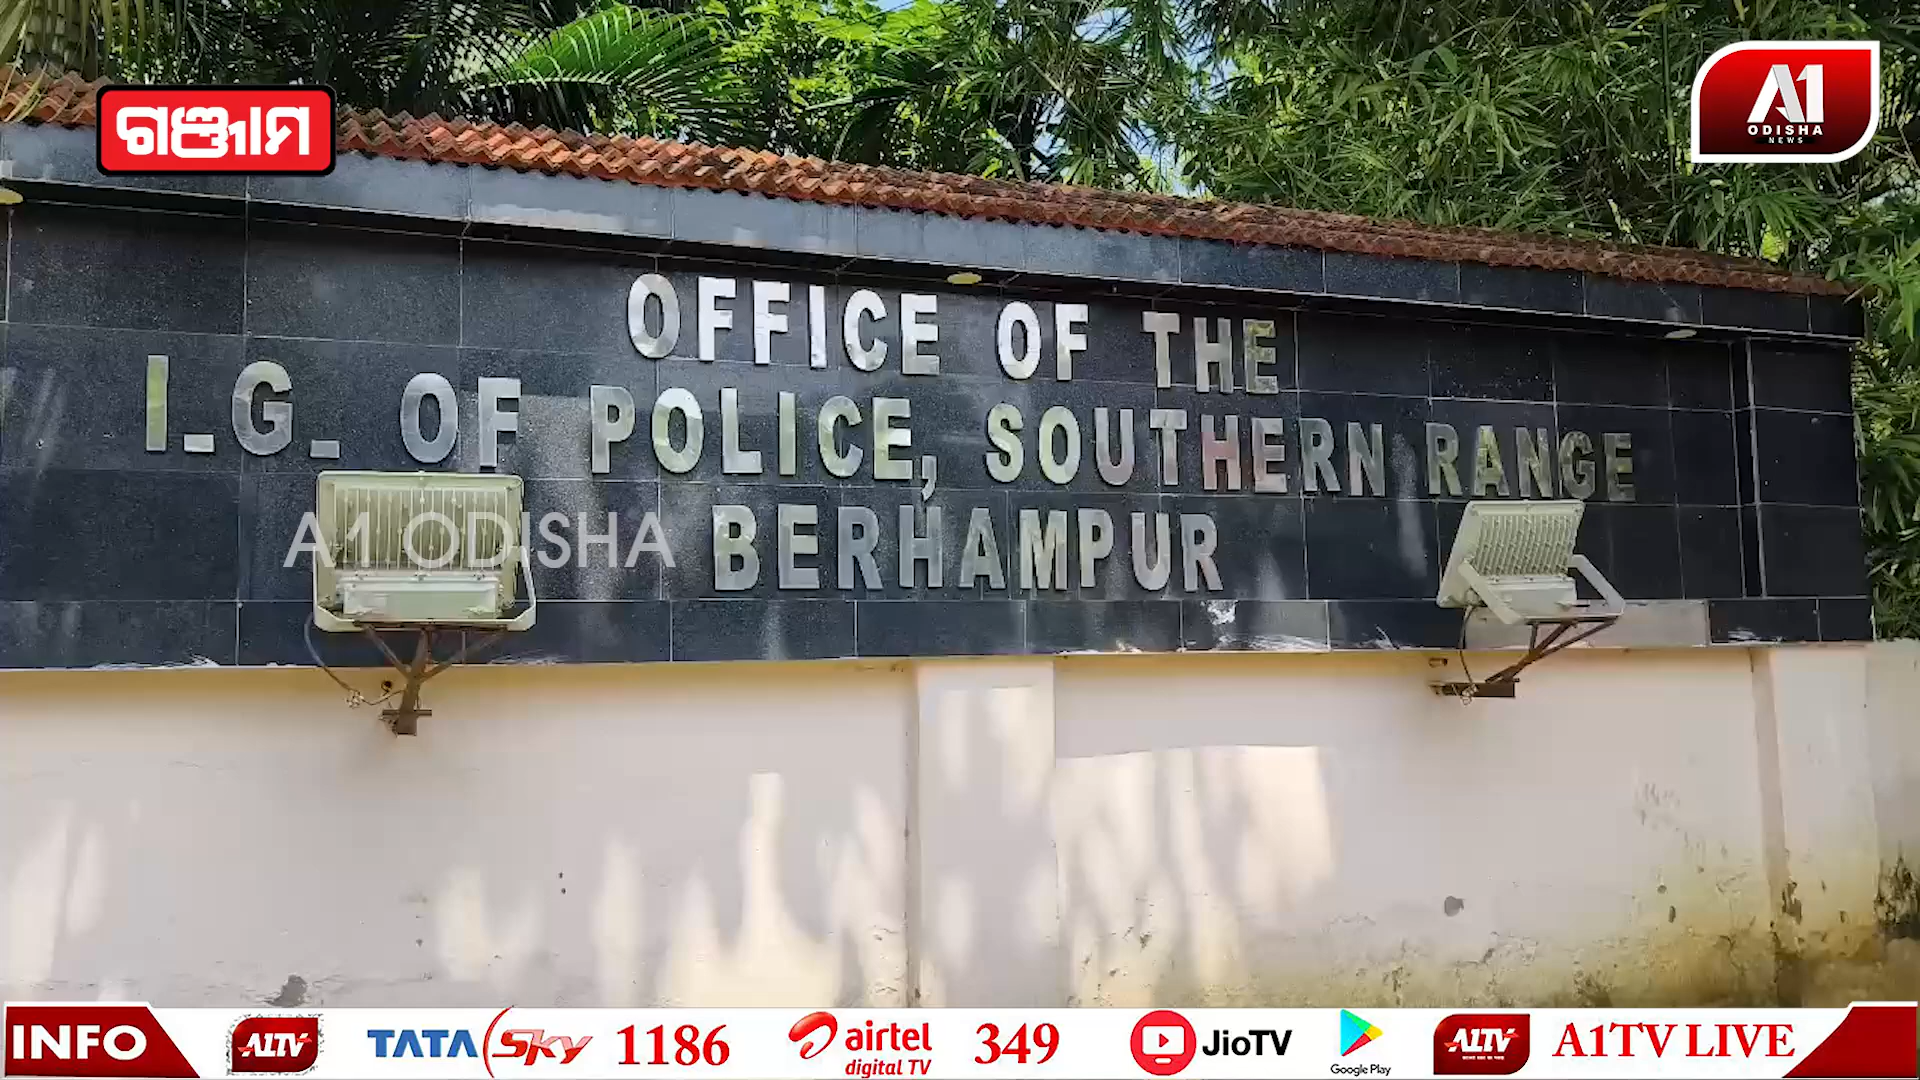 ଗଞ୍ଜାମ
A1
ODISHA
NEWS
OFFICE OF THE
I.G. OF POLICE, SOUTHERN RANGE
BERHAMPUR
A1 ODISHA
INFO A1TV TATA Sky 1186 airtel digital TV 349 JioTV Google Play A1TV A1TV LIVE